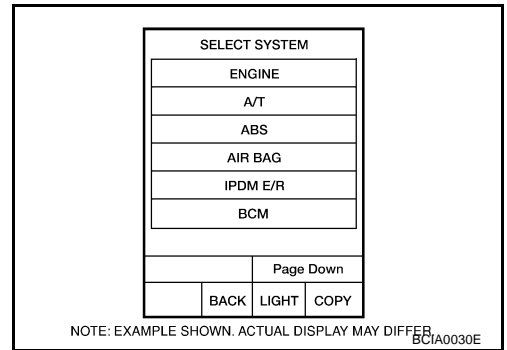 SELECT SYSTEM
ENGINE
A/T
ABS
AIR BAG
IPDM E/R
BCM
Page Down
BACK LIGHT COPY
NOTE: EXAMPLE SHOWN. ACTUAL DISPLAY MAY DIFFER.
BCIA0030E